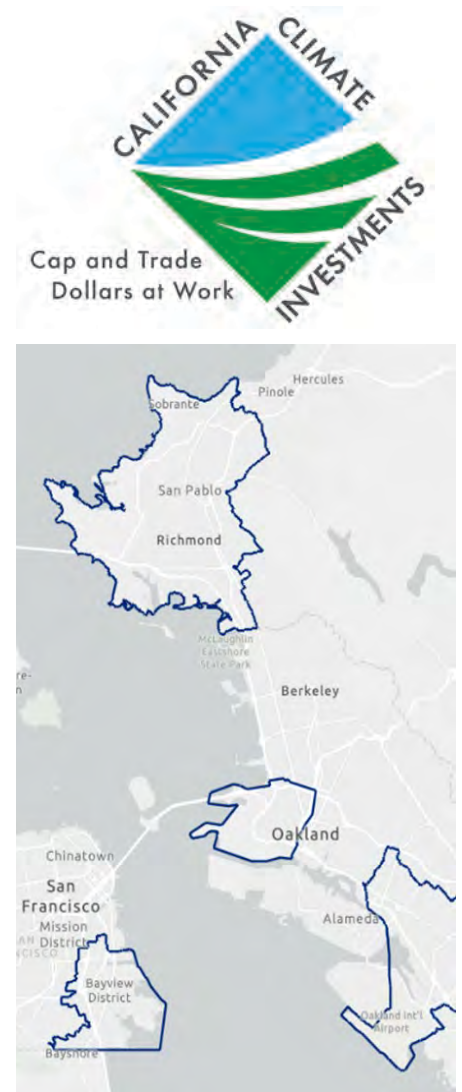 CALIFORNIA
CLIMATE
INVESTMENTS
Cap and Trade
Dollars at Work
Hercules
Pinole
Sobrante
San Pablo
Richmond
McLaughlin
Eastshore
State Park
Berkeley
Oakland
Chinatown
San
Francisco
Mission
District
Alameda
Bayview
District
Oakland Int'l
Airport
Bayshore